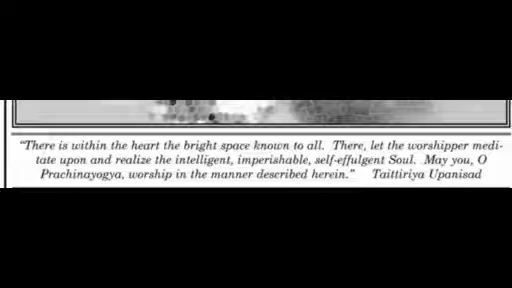 “There is within the heart the bright space known to all. There, let the worshipper medi-
tate upon and realize the intelligent, imperishable, self-effulgent Soul. May you, O
Prachinayogya, worship in the manner described herein.” Taittiriya Upanisad